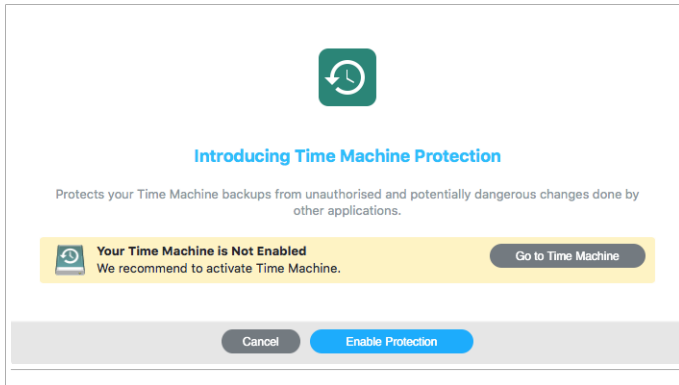 Introducing Time Machine Protection
Protects your Time Machine backups from unauthorised and potentially dangerous changes done by
other applications.
Your Time Machine is Not Enabled
We recommend to activate Time Machine.
Go to Time Machine
Cancel
Enable Protection